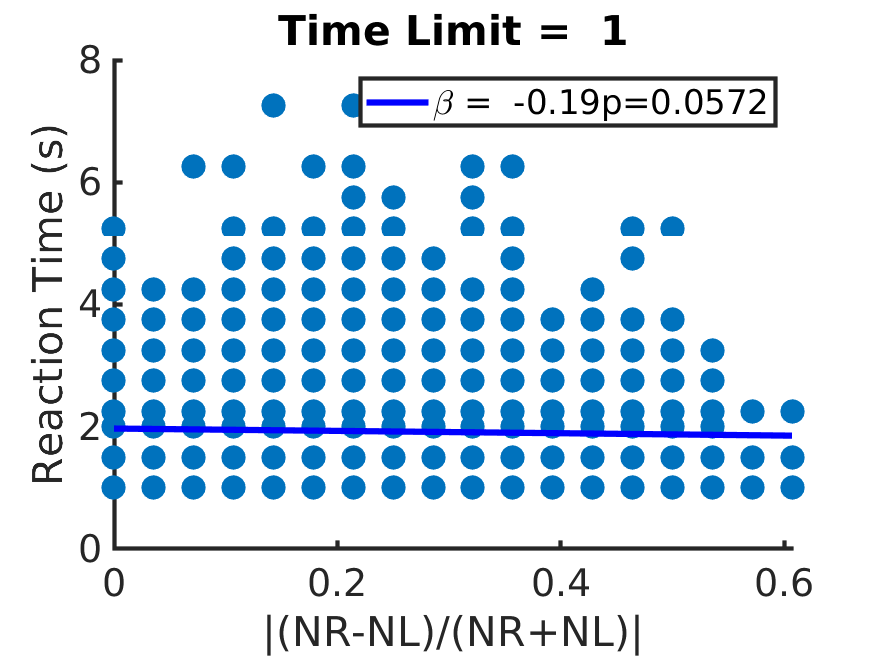 Time Limit = 1
β = -0.19p=0.0572
Reaction Time (s)
8
6
4
2
0
0 0.2 0.4 0.6
|(NR-NL)/(NR+NL)|